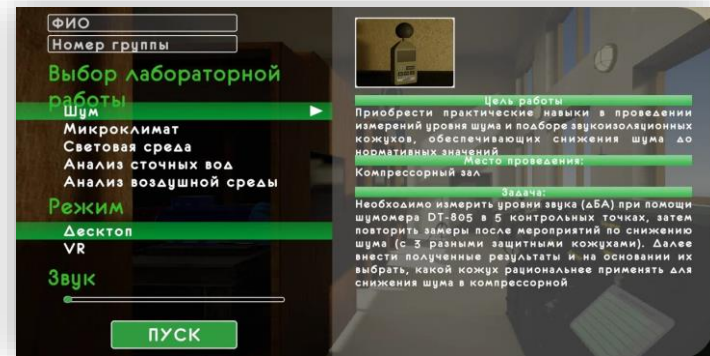 ФИО
Номер группы
Выбор лабораторной
работы
Шум
Микроклимат
Световая среда
Анализ сточных вод
Анализ воздушной среды
Режим
Десктоп
VR
Звук
ПУСК
Цель работы
Приобрести практические навыки в проведении
измерений уровня шума и подборе звукоизоляционных
кожухов, обеспечивающих снижения шума до
нормативных значений
Место проведения:
Компрессорный зал
Задача:
Необходимо измерить уровни звука (дБА) при помощи
шумомера DT-805 в 5 контрольных точках, затем
повторить замеры после мероприятий по снижению
шума (с 3 разными защитными кожухами). Далее
внести полученные результаты и на основании их
выбрать, какой кожух рациональнее применять для
снижения шума в компрессорной